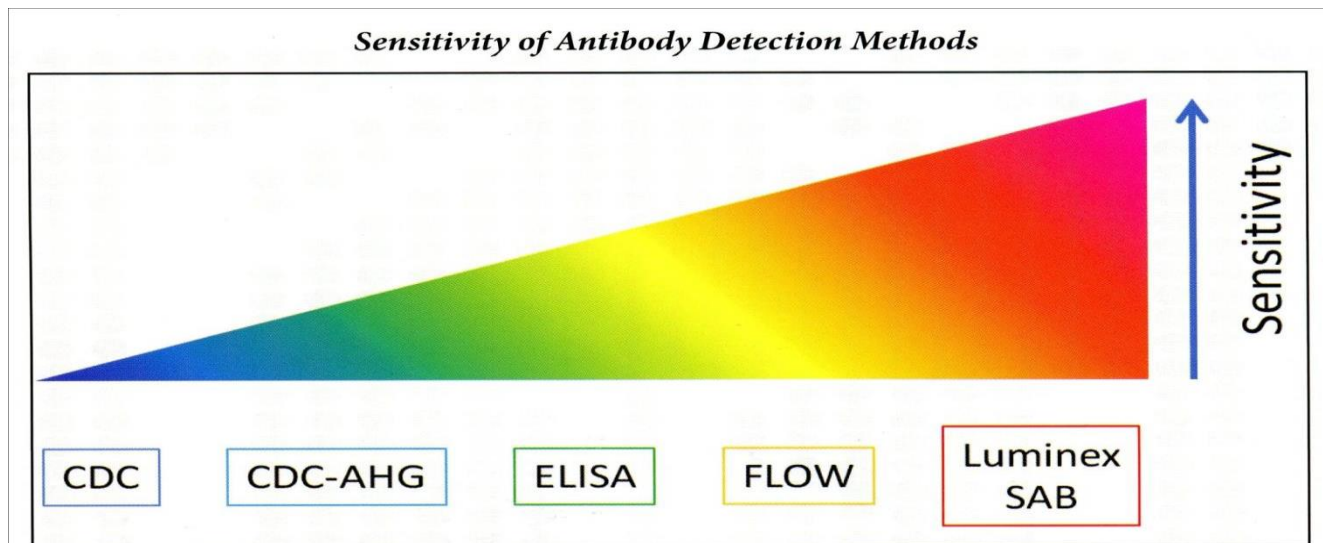 Sensitivity of Antibody Detection Methods
Sensitivity
CDC
CDC-AHG
ELISA
FLOW
Luminex
SAB